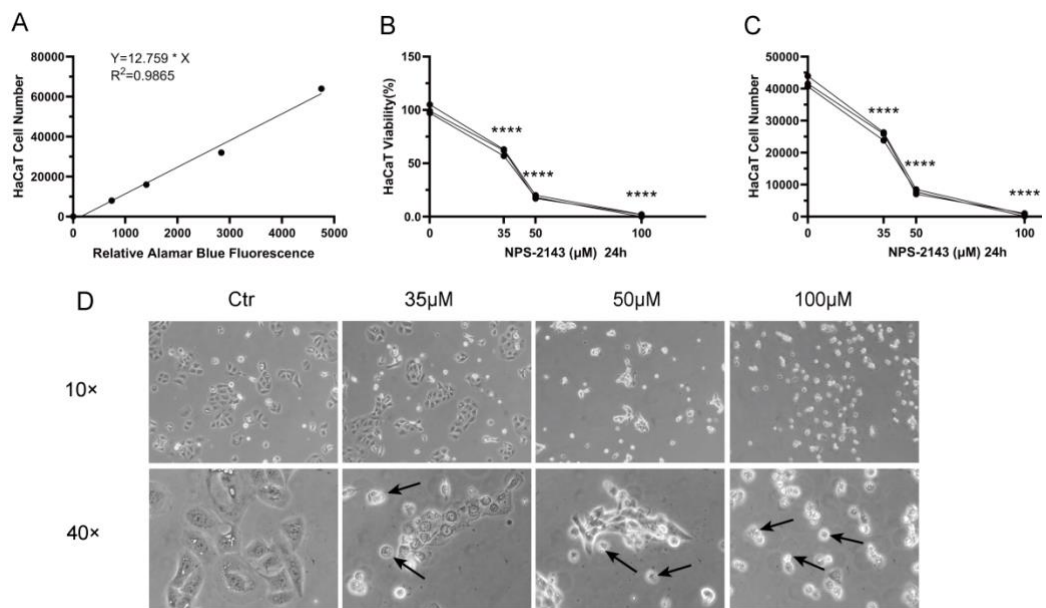 A
Y=12.759 * X
R2=0.9865
HaCaT Cell Number
80000
60000
40000
20000
0
0 1000 2000 3000 4000 5000
Relative Alamar Blue Fluorescence
B
HaCaT Viability(%)
150
100
50
0.0
****
****
****
0 35 50 100
NPS-2143 (μM) 24h
C
HaCaT Cell Number
50000
40000
30000
20000
10000
0
****
****
****
0 35 50 100
NPS-2143 (μM) 24h
D
Ctr 35μM 50μM 100μM
10×
40×